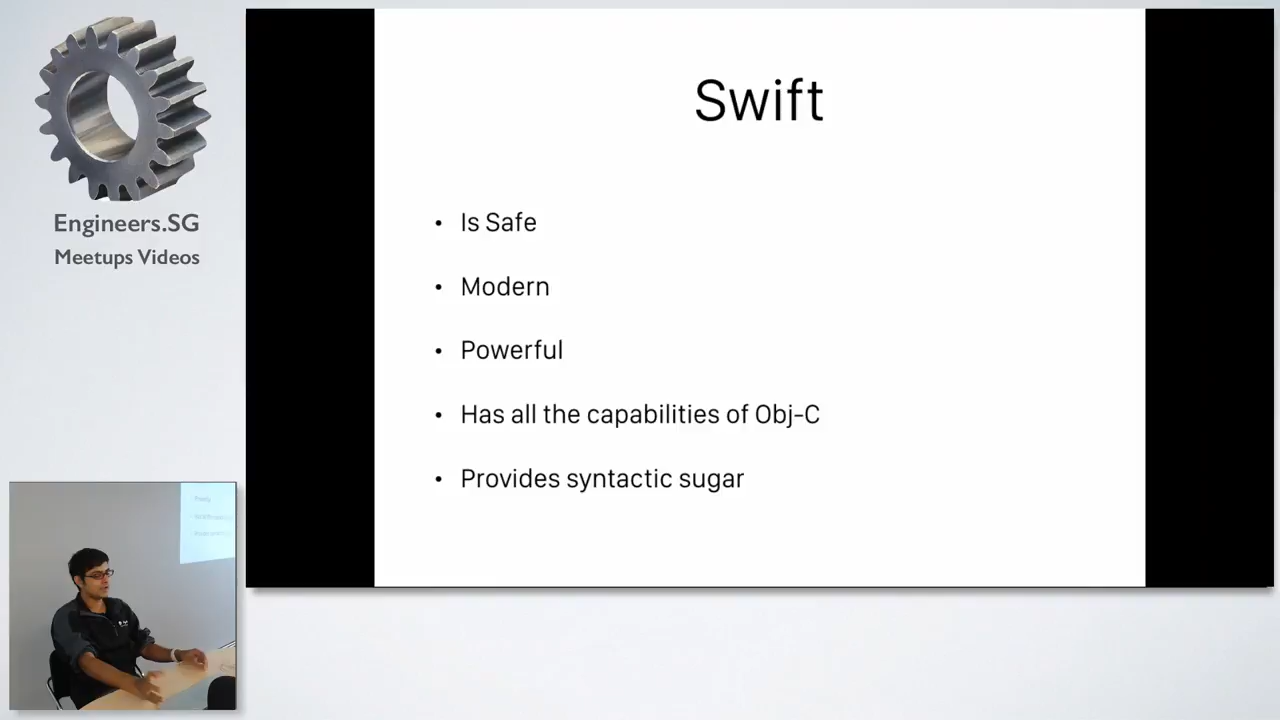 Engineers.SG
Meetups Videos
Swift
• Is Safe
• Modern
• Powerful
• Has all the capabilities of Obj-C
• Provides syntactic sugar